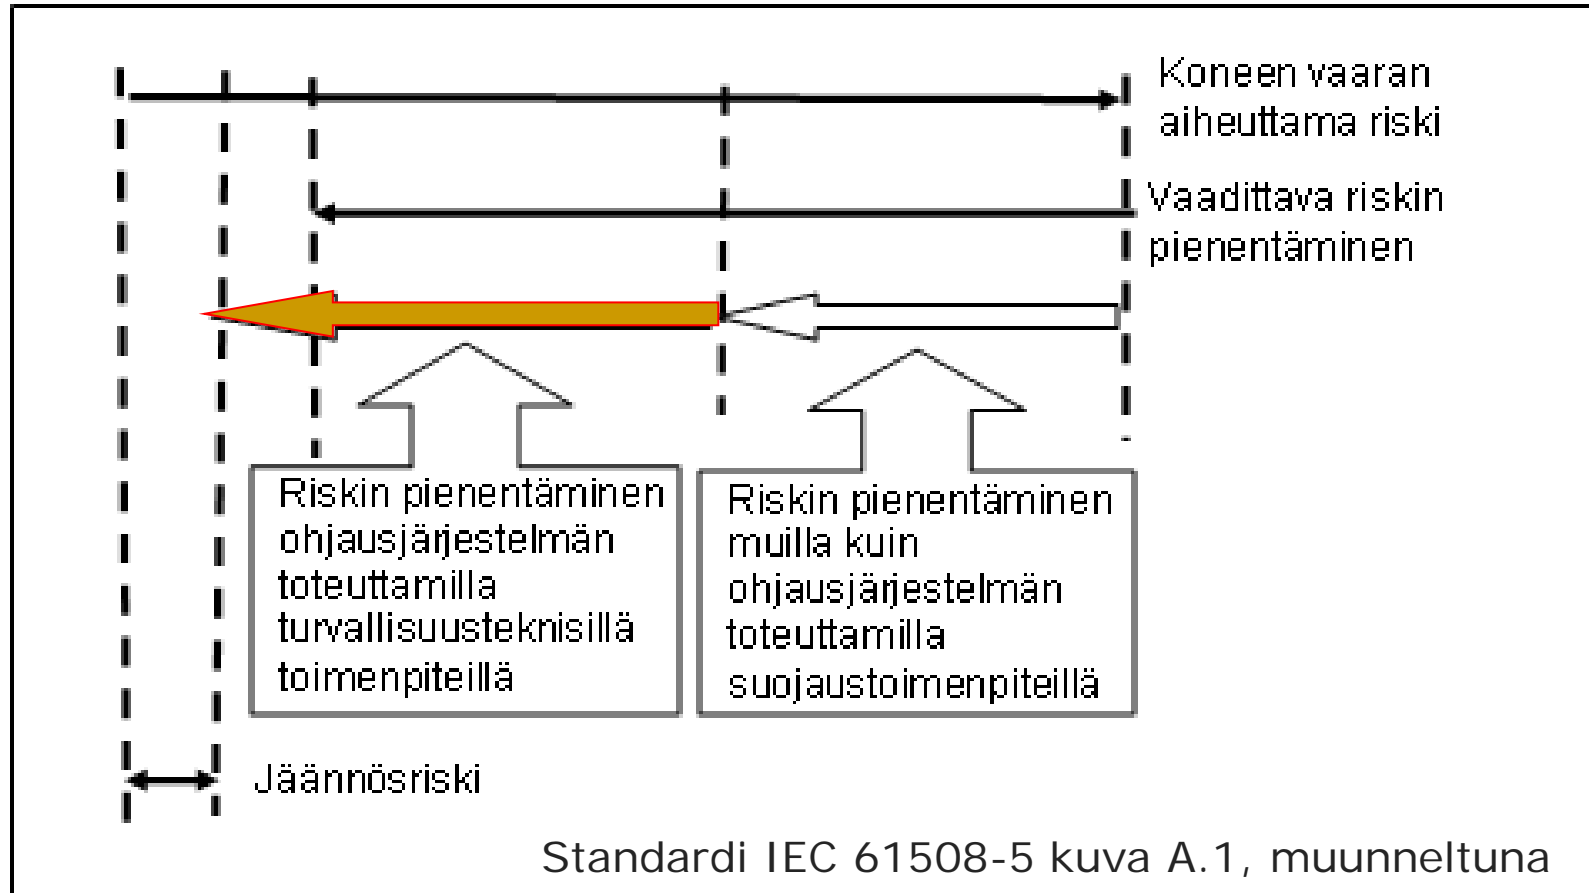 Koneen vaaran
aiheuttama riski
Vaadittava riskin
pienentäminen
Riskin pienentäminen
ohjausjärjestelmän
toteuttamilla
turvallisuusteknisillä
toimenpiteillä
Riskin pienentäminen
muilla kuin
ohjausjärjestelmän
toteuttamilla
suojaustoimenpiteillä
Jäännösriski
Standardi IEC 61508-5 kuva A.1, muunneltuna